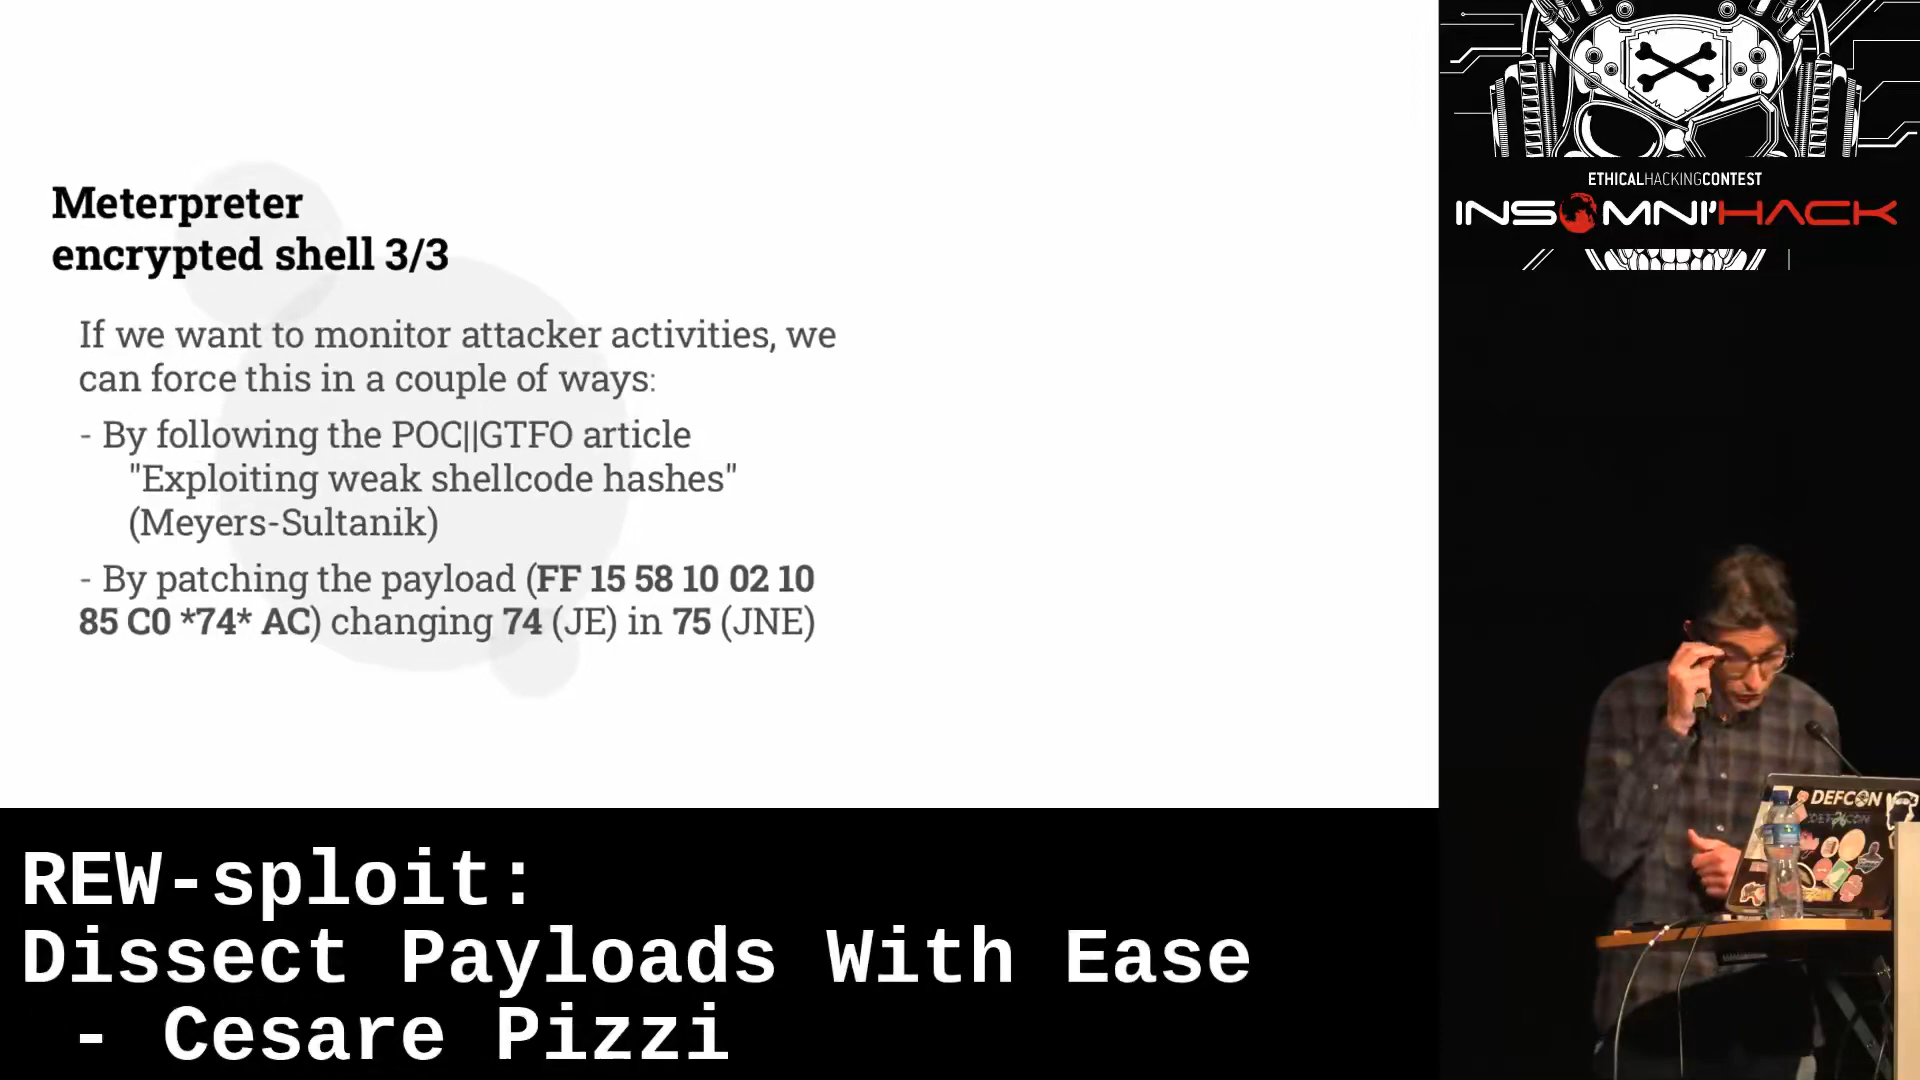 Meterpreter
encrypted shell 3/3
If we want to monitor attacker activities, we
can force this in a couple of ways:
- By following the POC||GTFO article
"Exploiting weak shellcode hashes"
(Meyers-Sultanik)
- By patching the payload (FF 15 58 10 02 10
85 C0 *74* AC) changing 74 (JE) in 75 (JNE)
ETHICALHACKINGCONTEST
INSOMNI'HACK
DEFCON
REW-sploit:
Dissect Payloads With Ease
- Cesare Pizzi